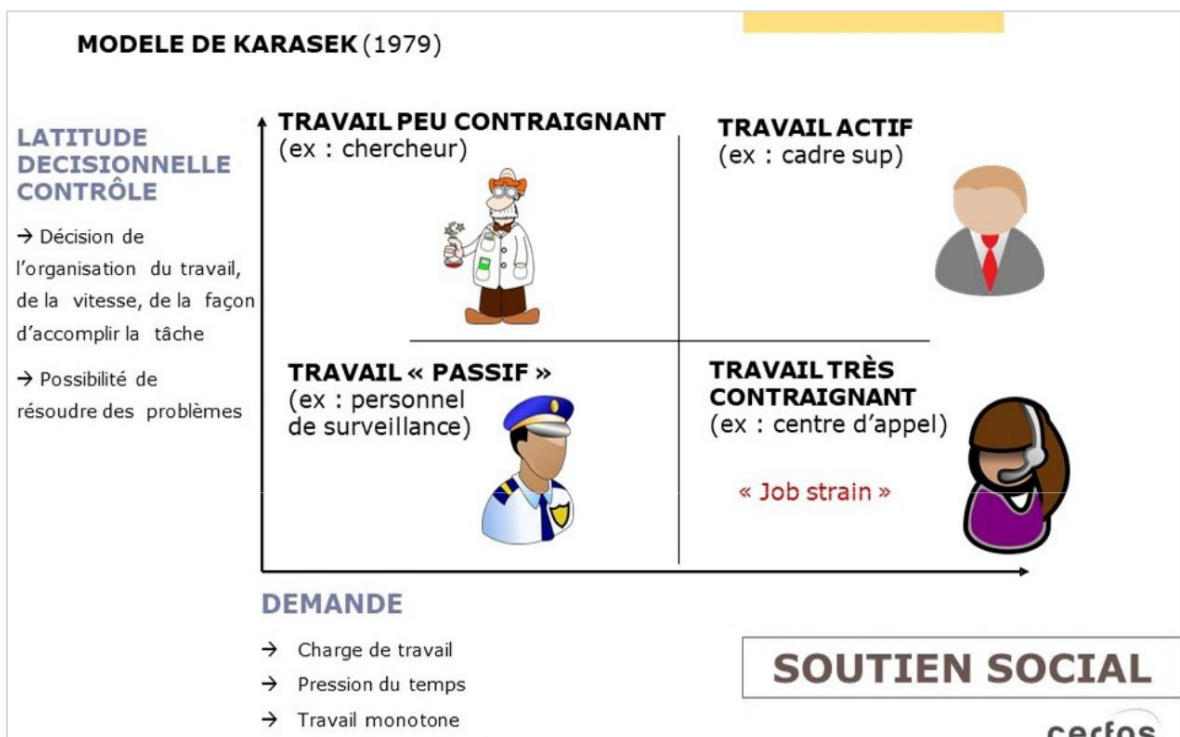 MODELE DE KARASEK (1979)
LATITUDE
DECISIONNELLE
CONTRÔLE
→ Décision de
l'organisation du travail,
de la vitesse, de la façon
d'accomplir la tâche
→ Possibilité de
résoudre des problèmes
TRAVAIL PEU CONTRAIGNANT
(ex : chercheur)
TRAVAIL ACTIF
(ex : cadre sup)
TRAVAIL « PASSIF »
(ex : personnel
de surveillance)
TRAVAIL TRÈS
CONTRAIGNANT
(ex : centre d'appel)
« Job strain »
DEMANDE
→ Charge de travail
→ Pression du temps
→ Travail monotone
SOUTIEN SOCIAL